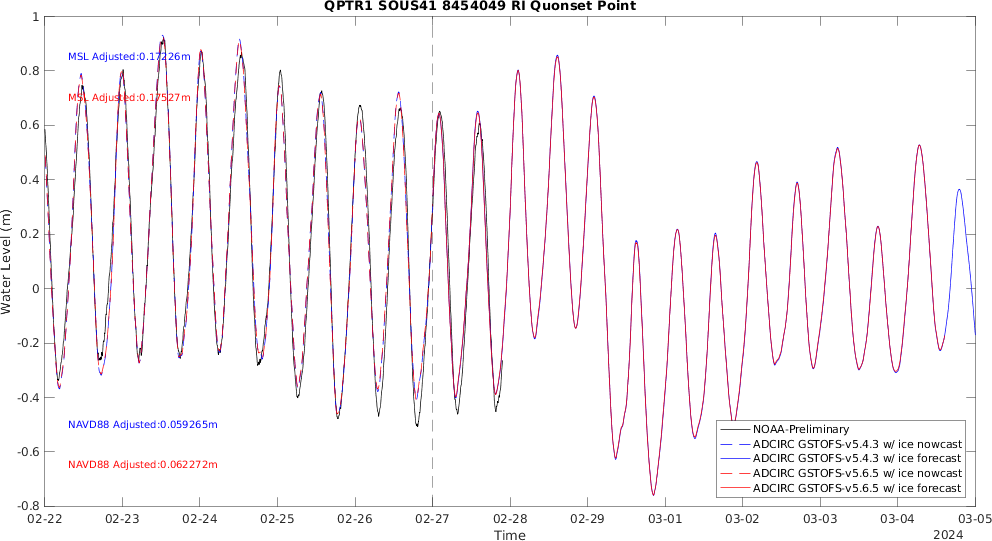 QPTR1 SOUS41 8454049 RI Quonset Point
1
0.8
0.6
0.4
0.2
0
-0.2
-0.4
-0.6
-0.8
Water Level (m)
MSL Adjusted:0.17226m
MSL Adjusted:0.17527m
NAVD88 Adjusted:0.059265m
NAVD88 Adjusted:0.062272m
NOAA-Preliminary
ADCIRC GSTOFS-v5.4.3 w/ ice nowcast
ADCIRC GSTOFS-v5.4.3 w/ ice forecast
ADCIRC GSTOFS-v5.6.5 w/ ice nowcast
ADCIRC GSTOFS-v5.6.5 w/ ice forecast
02-22 02-23 02-24 02-25 02-26 02-27 02-28 02-29 03-01 03-02 03-03 03-04 03-05
Time
2024